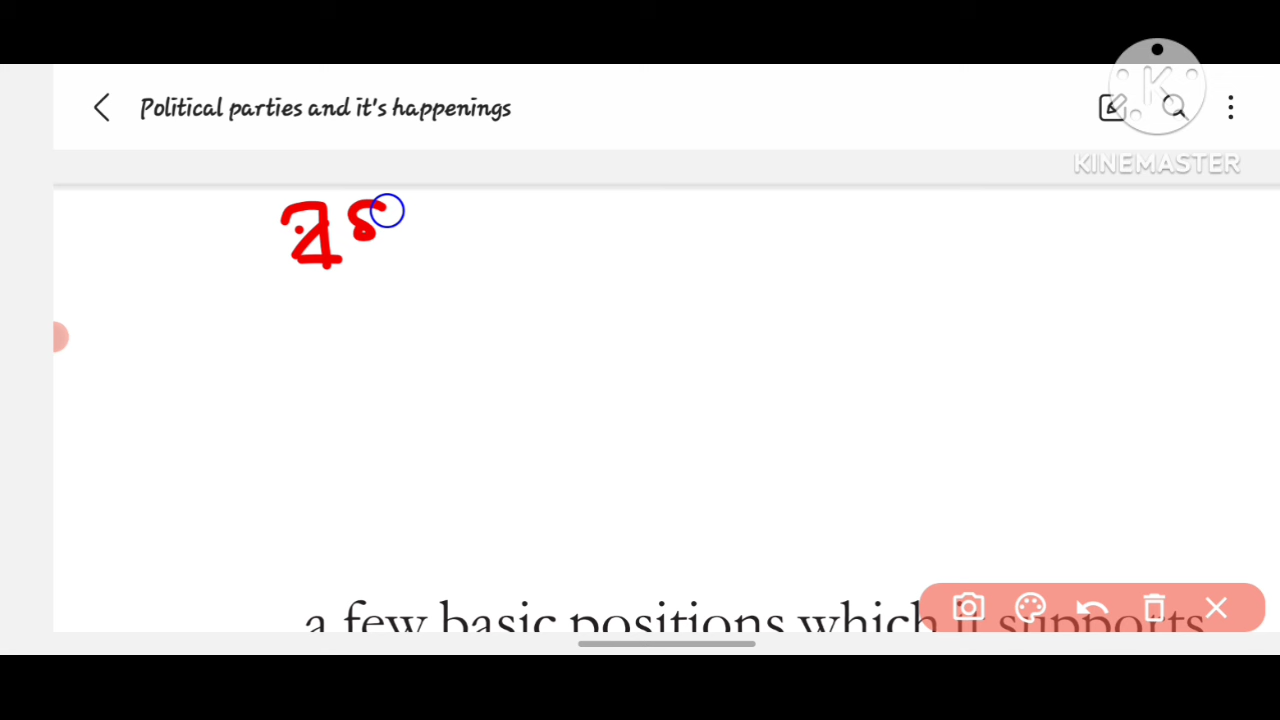 Political parties and it's happenings
KINEMASTER
a few basic positions which it supports